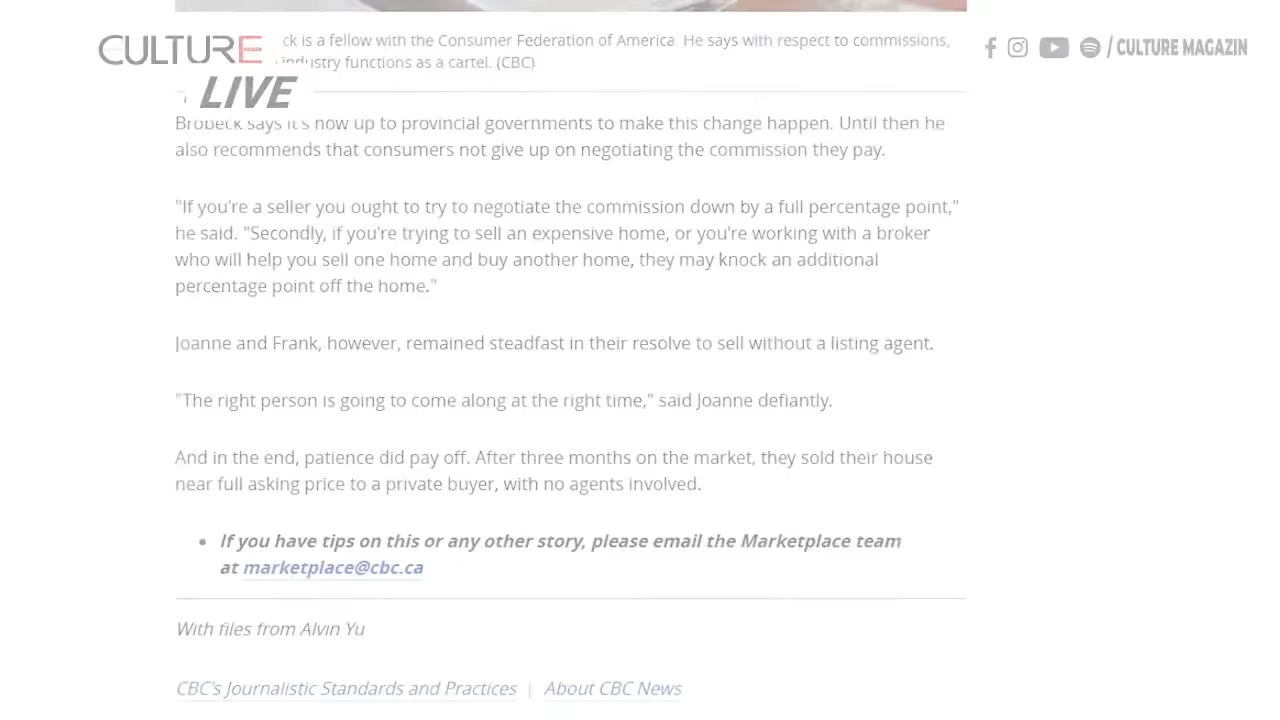 CULTURE
LIVE
/ CULTURE MAGAZIN
ck is a fellow with the Consumer Federation of America. He says with respect to commissions,
industry functions as a cartel. (CBC)
Brobeck says it's now up to provincial governments to make this change happen. Until then he
also recommends that consumers not give up on negotiating the commission they pay.
"If you're a seller you ought to try to negotiate the commission down by a full percentage point,"
he said. "Secondly, if you're trying to sell an expensive home, or you're working with a broker
who will help you sell one home and buy another home, they may knock an additional
percentage point off the home."
Joanne and Frank, however, remained steadfast in their resolve to sell without a listing agent.
"The right person is going to come along at the right time," said Joanne defiantly.
And in the end, patience did pay off. After three months on the market, they sold their house
near full asking price to a private buyer, with no agents involved.
• If you have tips on this or any other story, please email the Marketplace team
at marketplace@cbc.ca
With files from Alvin Yu
CBC's Journalistic Standards and Practices | About CBC News